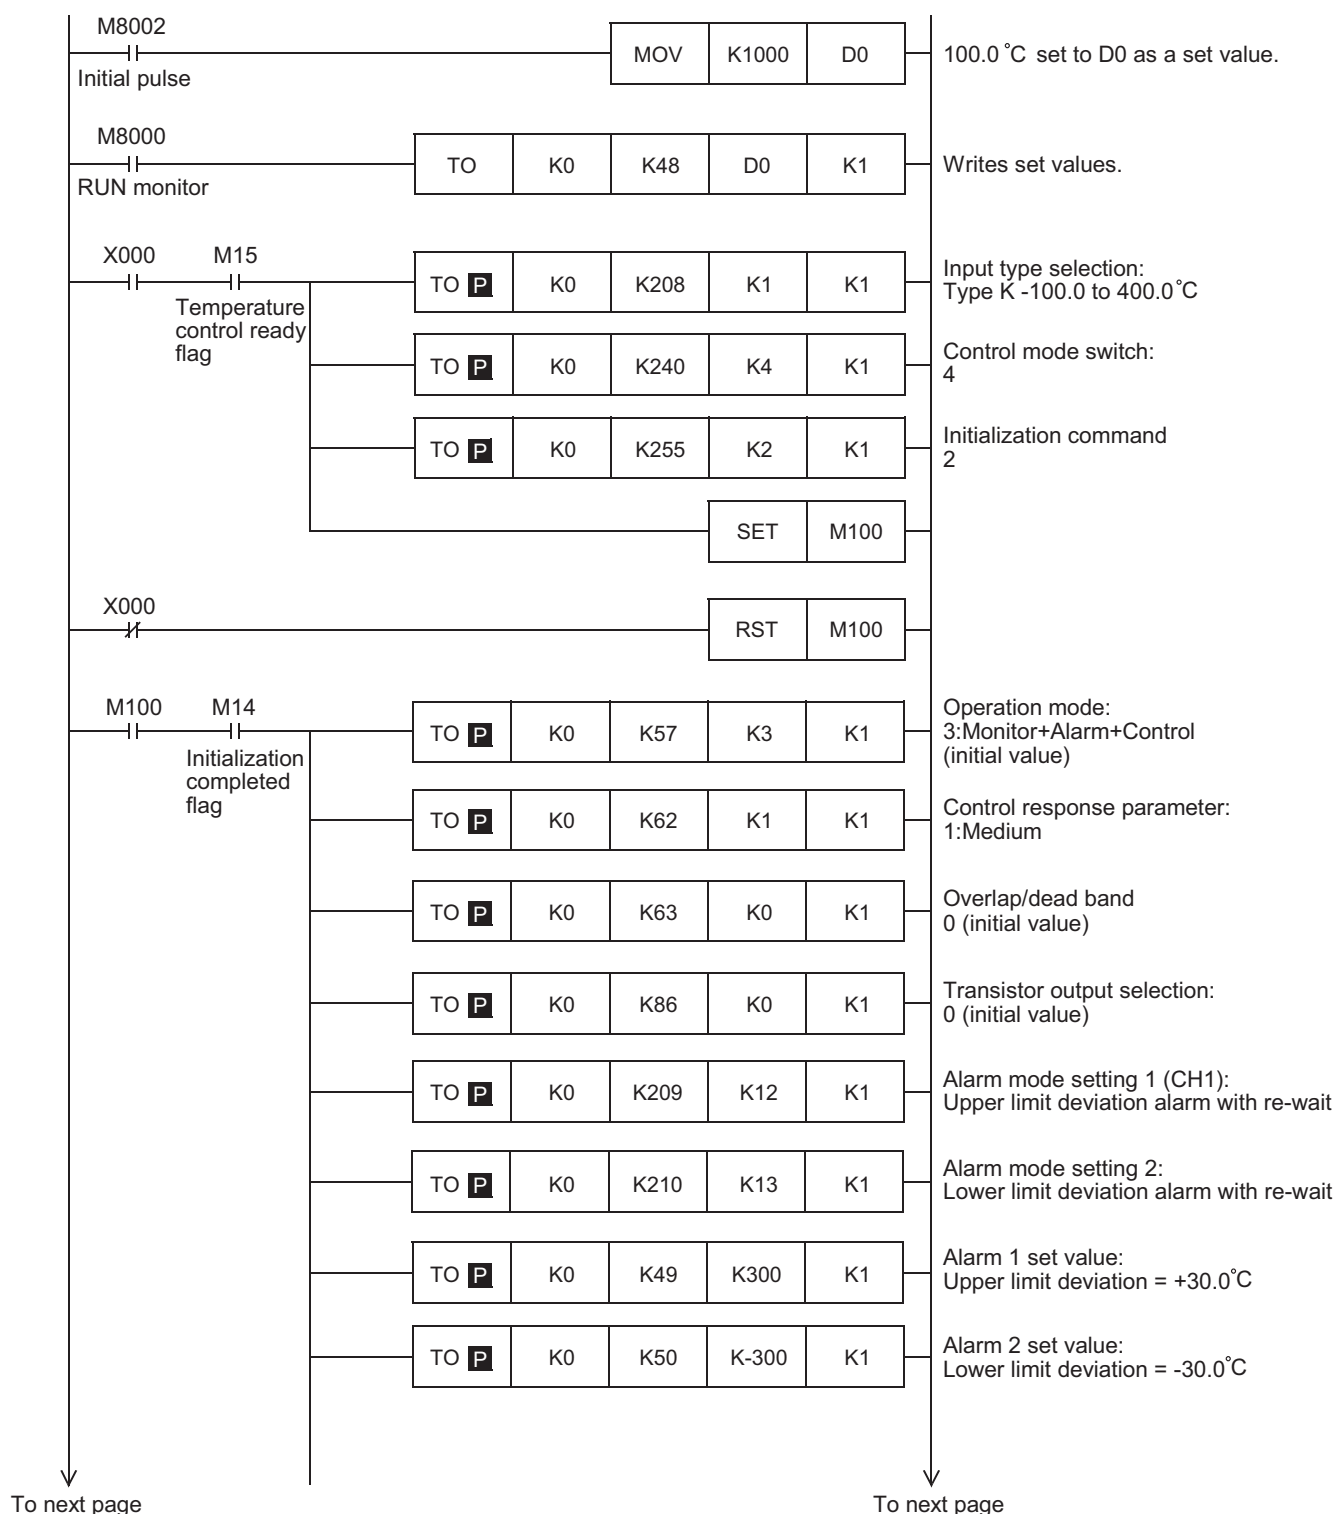 M8002
Initial pulse
MOV K1000 D0
100.0 °C set to D0 as a set value.
M8000
RUN monitor
TO K0 K48 D0 K1
Writes set values.
X000 M15
Temperature
control ready
flag
TO P K0 K208 K1 K1
Input type selection:
Type K -100.0 to 400.0°C
TO P K0 K240 K4 K1
Control mode switch:
4
TO P K0 K255 K2 K1
Initialization command
2
SET M100
X000
RST M100
M100 M14
Initialization
completed
flag
TO P K0 K57 K3 K1
Operation mode:
3:Monitor+Alarm+Control
(initial value)
TO P K0 K62 K1 K1
Control response parameter:
1:Medium
TO P K0 K63 K0 K1
Overlap/dead band
0 (initial value)
TO P K0 K86 K0 K1
Transistor output selection:
0 (initial value)
TO P K0 K209 K12 K1
Alarm mode setting 1 (CH1):
Upper limit deviation alarm with re-wait
TO P K0 K210 K13 K1
Alarm mode setting 2:
Lower limit deviation alarm with re-wait
TO P K0 K49 K300 K1
Alarm 1 set value:
Upper limit deviation = +30.0°C
TO P K0 K50 K-300 K1
Alarm 2 set value:
Lower limit deviation = -30.0°C
To next page
To next page